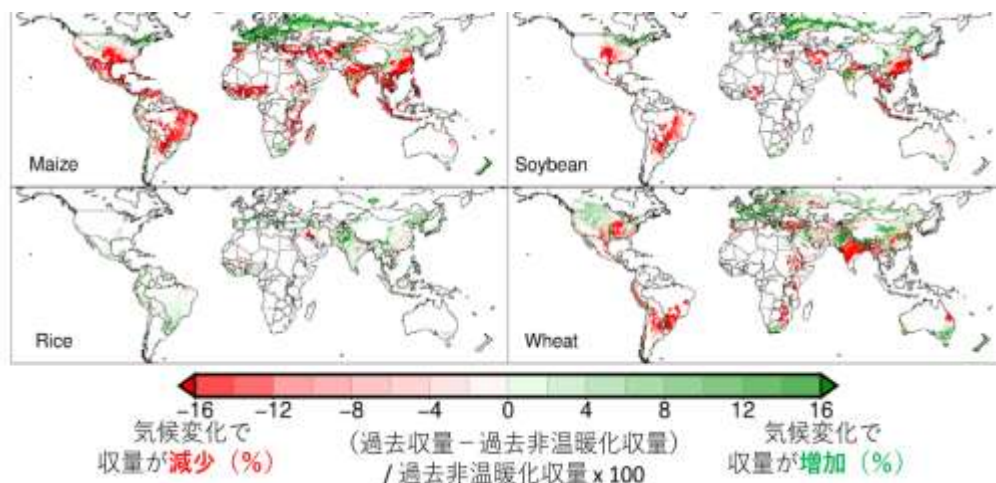 Maize
Soybean
Rice
Wheat
−16 −12 −8 −4 0 4 8 12 16
気候変化で
収量が減少（%）
（過去収量－過去非温暖化収量）
/ 過去非温暖化収量 x 100
気候変化で
収量が増加（%）